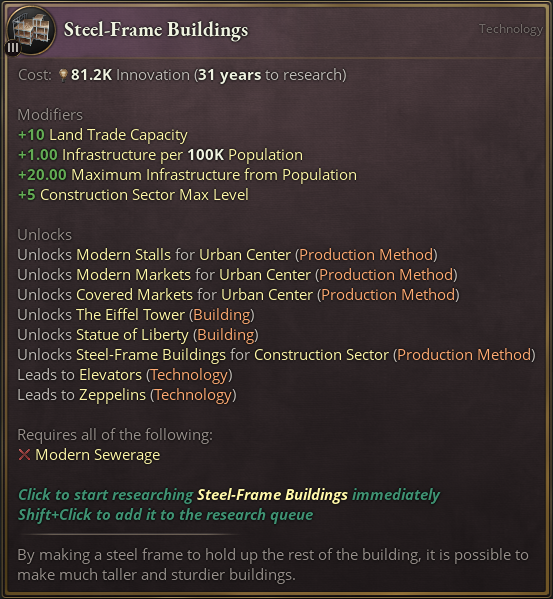 Steel-Frame Buildings
Technology
III
Cost: 81.2K Innovation (31 years to research)
Modifiers
+10 Land Trade Capacity
+1.00 Infrastructure per 100K Population
+20.00 Maximum Infrastructure from Population
+5 Construction Sector Max Level
Unlocks
Unlocks Modern Stalls for Urban Center (Production Method)
Unlocks Modern Markets for Urban Center (Production Method)
Unlocks Covered Markets for Urban Center (Production Method)
Unlocks The Eiffel Tower (Building)
Unlocks Statue of Liberty (Building)
Unlocks Steel-Frame Buildings for Construction Sector (Production Method)
Leads to Elevators (Technology)
Leads to Zeppelins (Technology)
Requires all of the following:
Modern Sewerage
Click to start researching Steel-Frame Buildings immediately
Shift+Click to add it to the research queue
By making a steel frame to hold up the rest of the building, it is possible to
make much taller and sturdier buildings.